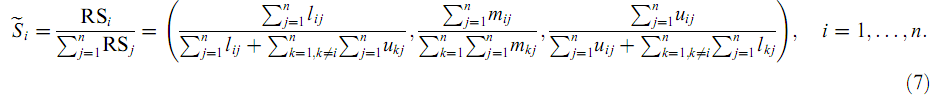 $\widetilde{S}_i = \frac{\mathrm{RS}_i}{\sum_{j=1}^{n} \mathrm{RS}_j} = \left( \frac{\sum_{j=1}^{n} l_{ij}}{\sum_{j=1}^{n} l_{ij} + \sum_{k=1,k\neq i}^{n} \sum_{j=1}^{n} u_{kj}}, \frac{\sum_{j=1}^{n} m_{ij}}{\sum_{k=1}^{n} \sum_{j=1}^{n} m_{kj}}, \frac{\sum_{j=1}^{n} u_{ij}}{\sum_{j=1}^{n} u_{ij} + \sum_{k=1,k\neq i}^{n} \sum_{j=1}^{n} l_{kj}} \right), \quad i = 1, \ldots, n.$
(7)